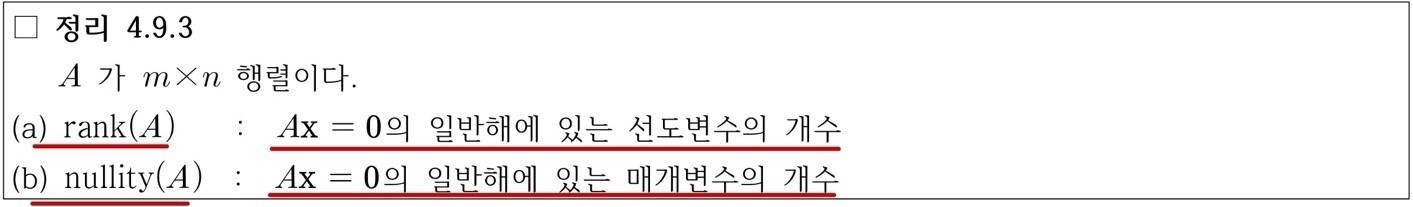 □ 정리 4.9.3
A 가 m×n 행렬이다.
(a) rank(A) : Ax = 0의 일반해에 있는 선도변수의 개수
(b) nullity(A) : Ax = 0의 일반해에 있는 매개변수의 개수